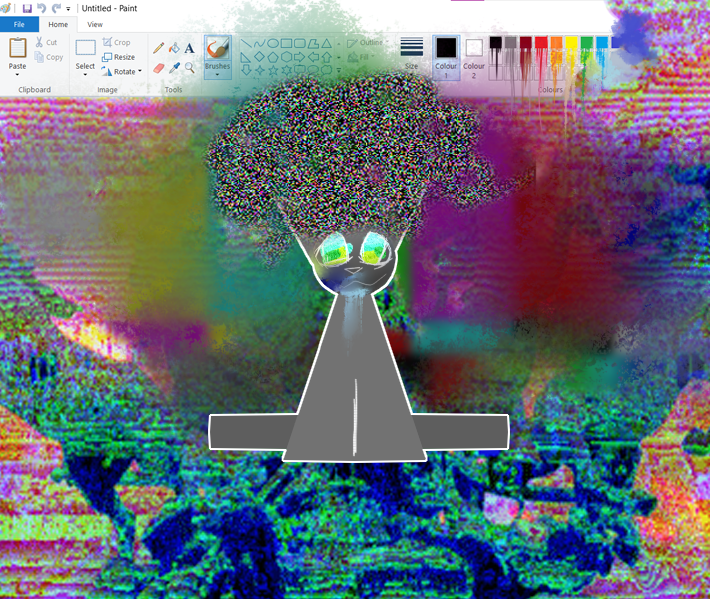 Untitled - Paint
File Home View
Paste Cut Copy
Clipboard
Select Crop Resize Rotate
Image
A
Tools
Brushes
Outline
Fill
Size
Colour 1
Colour 2
Colours